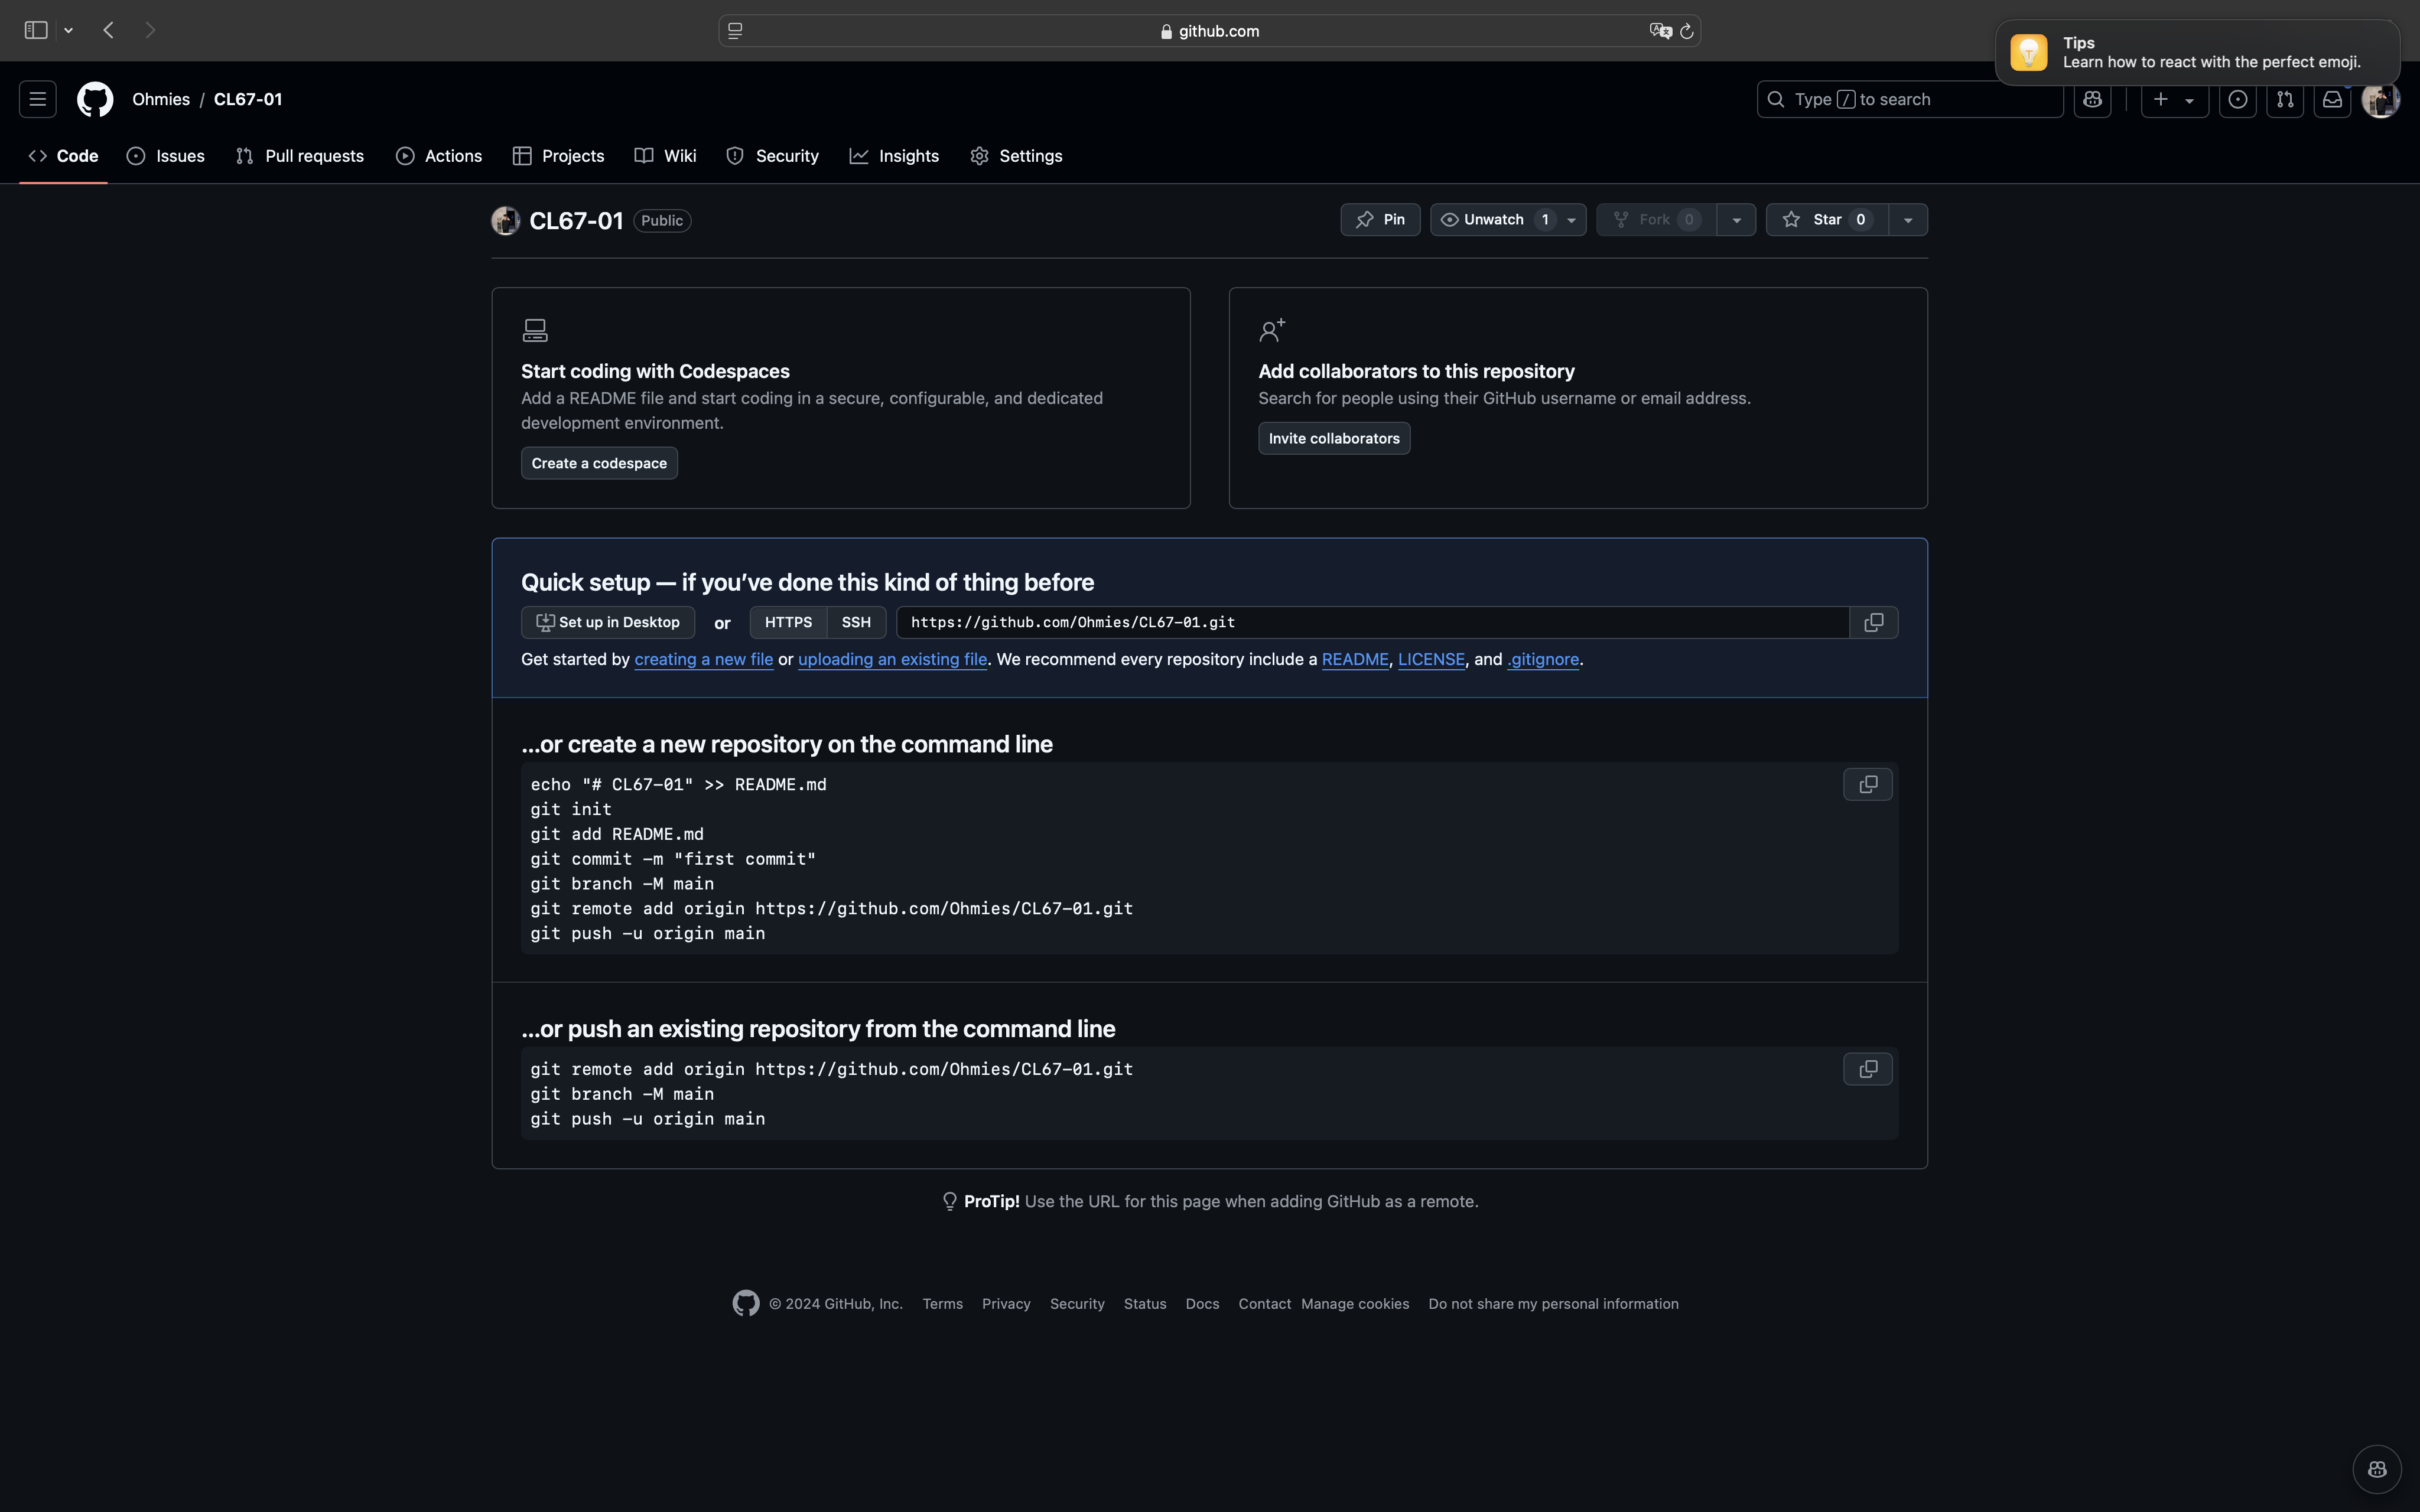 github.com
Tips
Learn how to react with the perfect emoji.
Ohmies / CL67-01
Type / to search
Code
Issues
Pull requests
Actions
Projects
Wiki
Security
Insights
Settings
CL67-01 Public
Pin
Unwatch 1
Fork 0
Star 0
Start coding with Codespaces
Add a README file and start coding in a secure, configurable, and dedicated
development environment.
Create a codespace
Add collaborators to this repository
Search for people using their GitHub username or email address.
Invite collaborators
Quick setup — if you’ve done this kind of thing before
Set up in Desktop or HTTPS SSH https://github.com/Ohmies/CL67-01.git
Get started by creating a new file or uploading an existing file. We recommend every repository include a README, LICENSE, and .gitignore.
…or create a new repository on the command line
echo "# CL67-01" >> README.md
git init
git add README.md
git commit -m "first commit"
git branch -M main
git remote add origin https://github.com/Ohmies/CL67-01.git
git push -u origin main
…or push an existing repository from the command line
git remote add origin https://github.com/Ohmies/CL67-01.git
git branch -M main
git push -u origin main
ProTip! Use the URL for this page when adding GitHub as a remote.
© 2024 GitHub, Inc. Terms Privacy Security Status Docs Contact Manage cookies Do not share my personal information